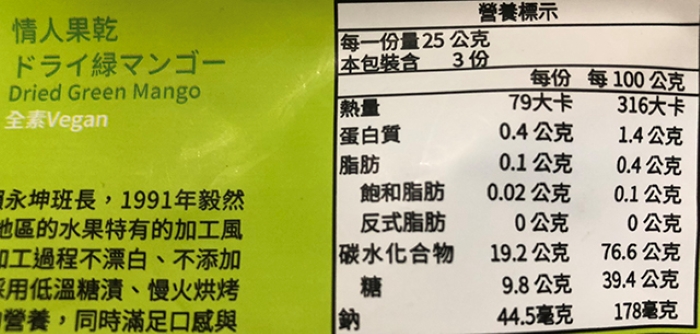 情人果乾
ドライ緑マンゴー
Dried Green Mango
全素Vegan
永坤班長，1991年毅然
地區的水果特有的加工風
加工過程不漂白、不添加
采用低溫糖漬、慢火烘烤
營養，同時滿足口感與
營養標示
每一份量25公克
本包裝含 3份
每份 每100公克
熱量 79大卡 316大卡
蛋白質 0.4公克 1.4公克
脂肪 0.1公克 0.4公克
飽和脂肪 0.02公克 0.1公克
反式脂肪 0公克 0公克
碳水化合物 19.2公克 76.6公克
糖 9.8公克 39.4公克
鈉 44.5毫克 178毫克